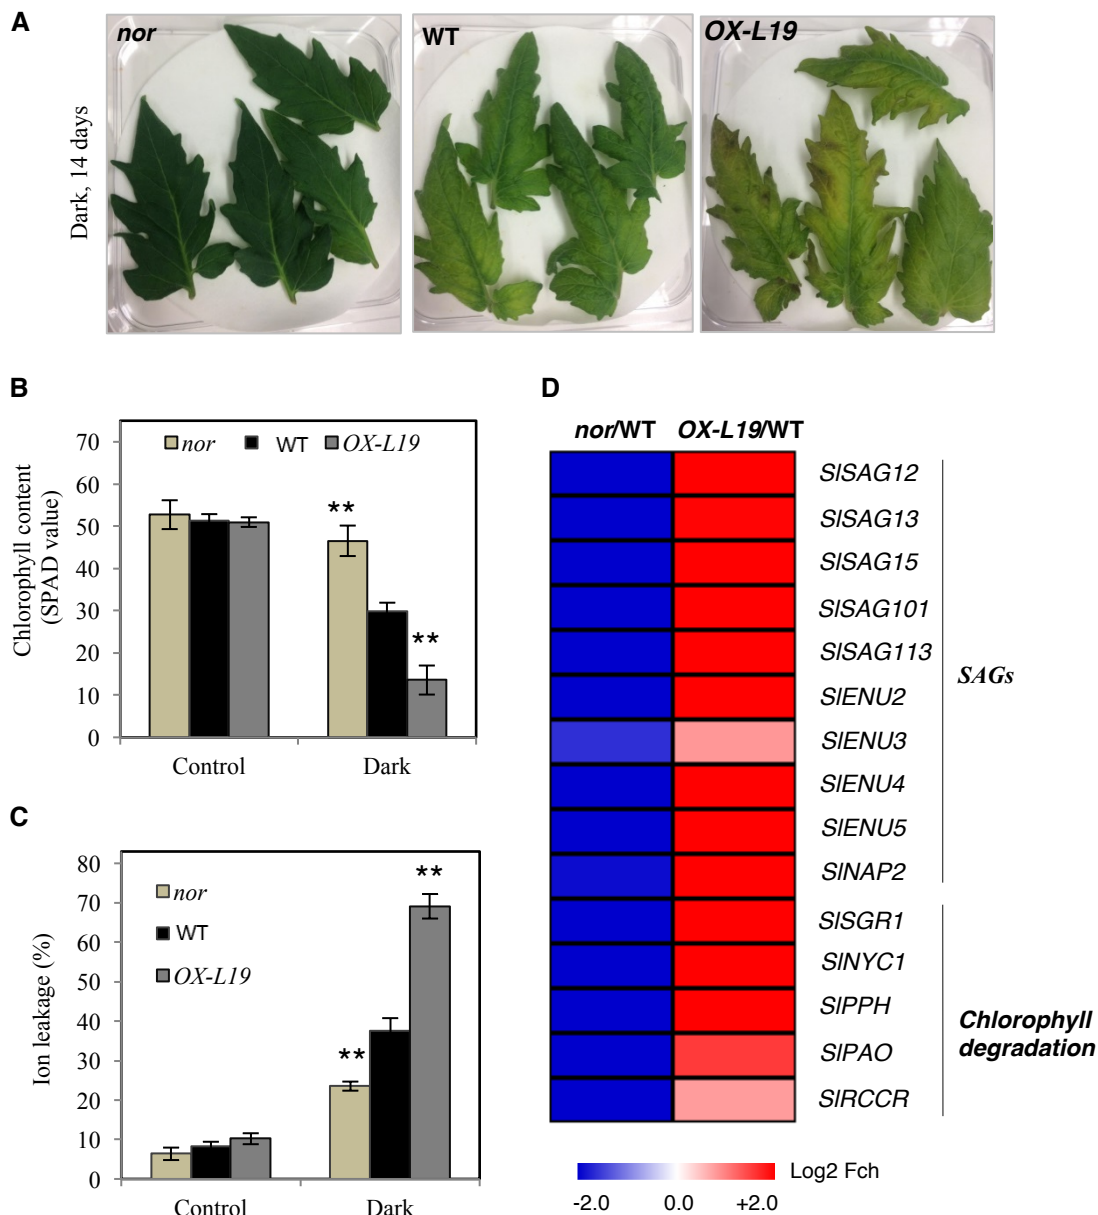 A
nor
WT
OX-L19
Dark, 14 days
B
Chlorophyll content
(SPAD value)
70
60
50
40
30
20
10
0
nor
WT
OX-L19
**
**
Control
Dark
C
Ion leakage (%)
80
70
60
50
40
30
20
10
0
nor
WT
OX-L19
**
**
Control
Dark
D
nor/WT
OX-L19/WT
SlSAG12
SlSAG13
SlSAG15
SlSAG101
SlSAG113
SlENU2
SlENU3
SlENU4
SlENU5
SlNAP2
SlSGR1
SlNYC1
SlPPH
SlPAO
SlRCCR
SAGs
Chlorophyll
degradation
Log2 Fch
-2.0
0.0
+2.0